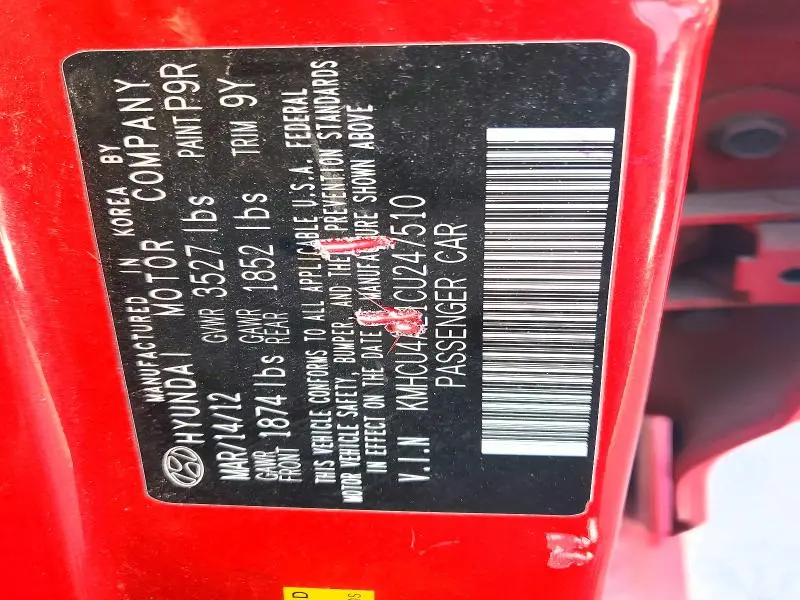 MANUFACTURED IN KOREA BY
HYUNDAI MOTOR COMPANY
MAR/14/12 GVWR 3527 lbs PAINT P9R
GAWR FRONT 1874 lbs GAWR REAR 1852 lbs TRIM 9Y
THIS VEHICLE CONFORMS TO ALL APPLICABLE U.S.A. FEDERAL
MOTOR VEHICLE SAFETY, BUMPER, AND THEFT PREVENTION STANDARDS
IN EFFECT ON THE DATE MANUFACTURE SHOWN ABOVE
V.I.N
PASSENGER CAR